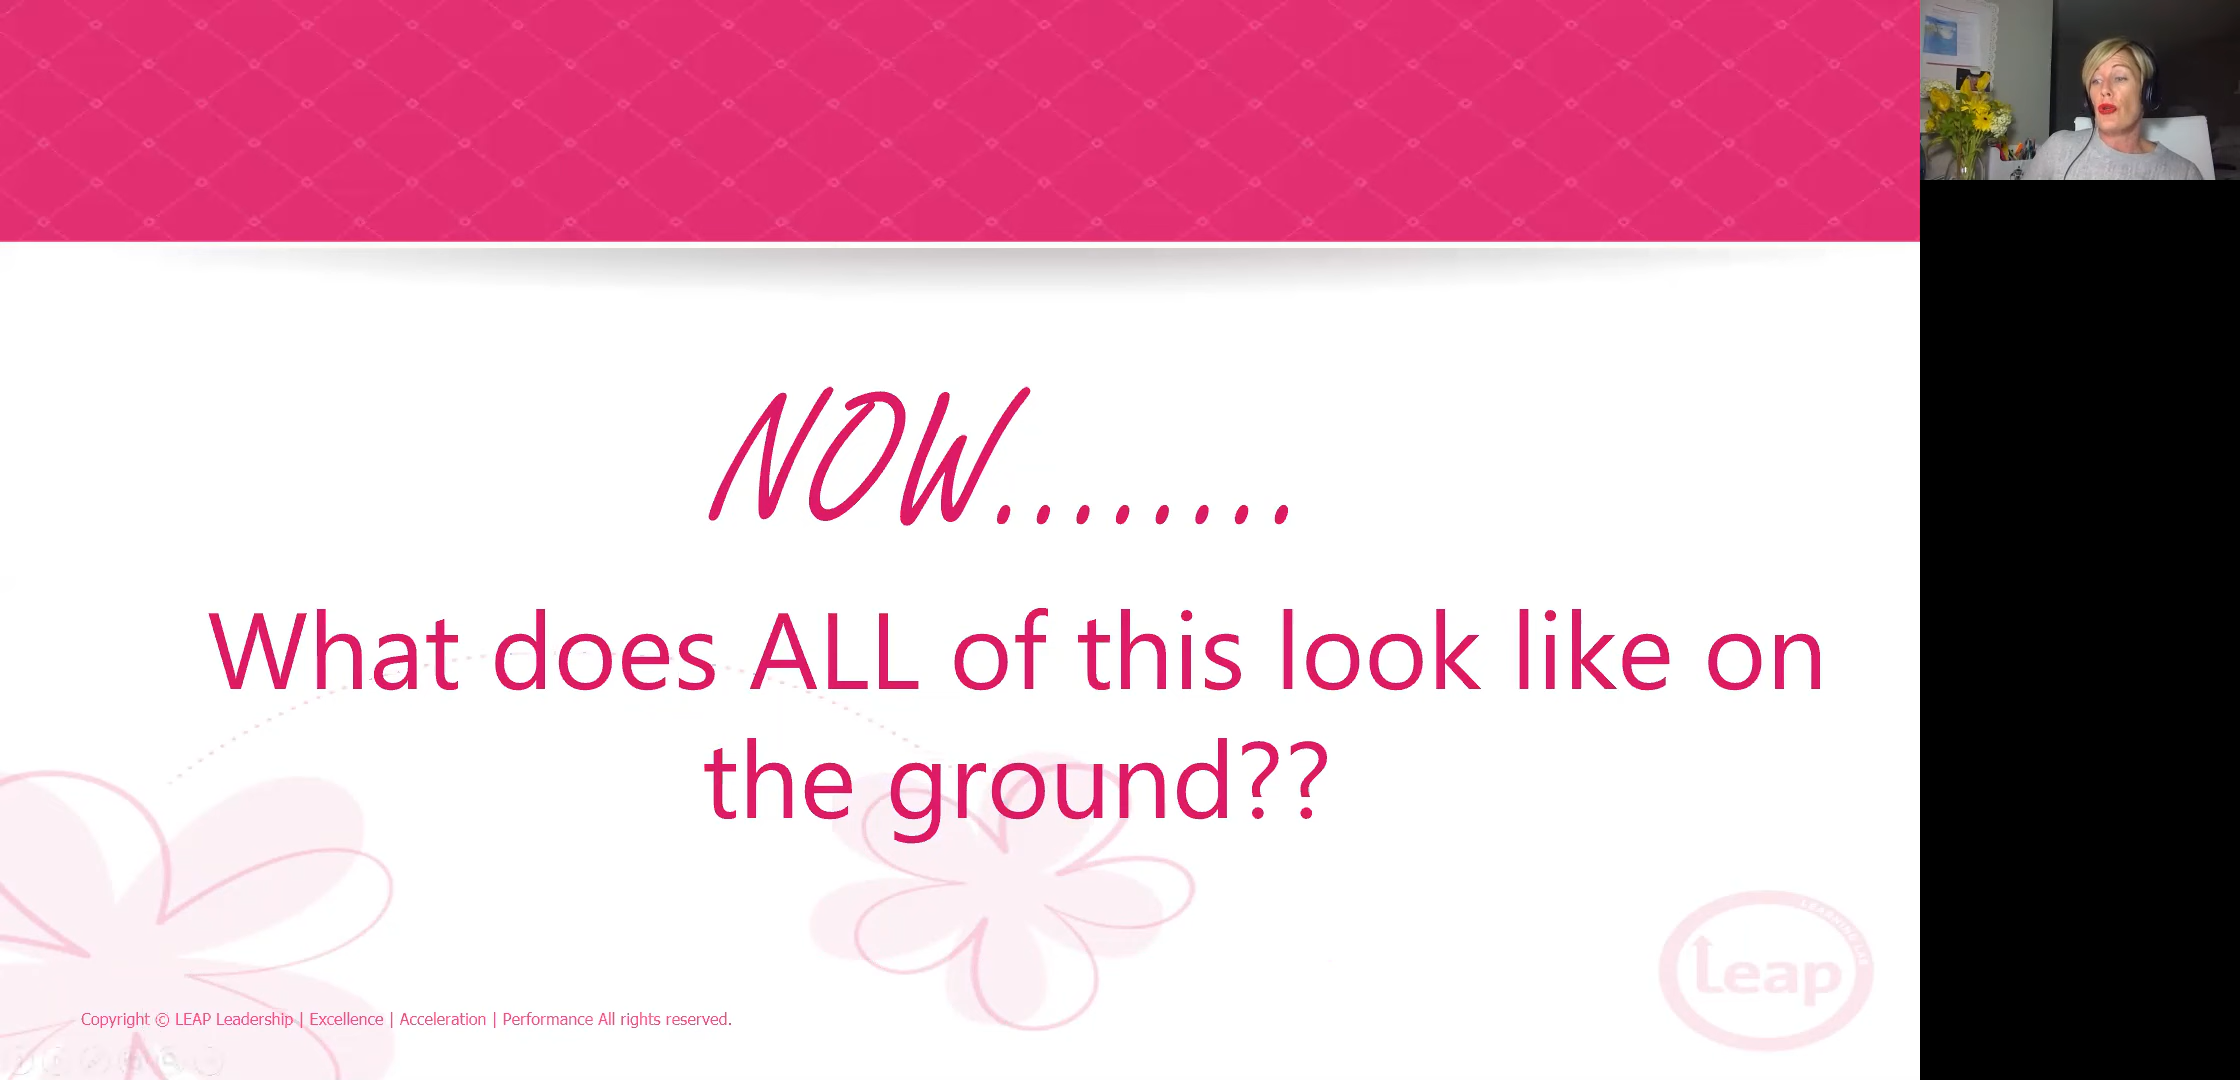 NOW........
What does ALL of this look like on
the ground??
Leap
Copyright © LEAP Leadership | Excellence | Acceleration | Performance All rights reserved.